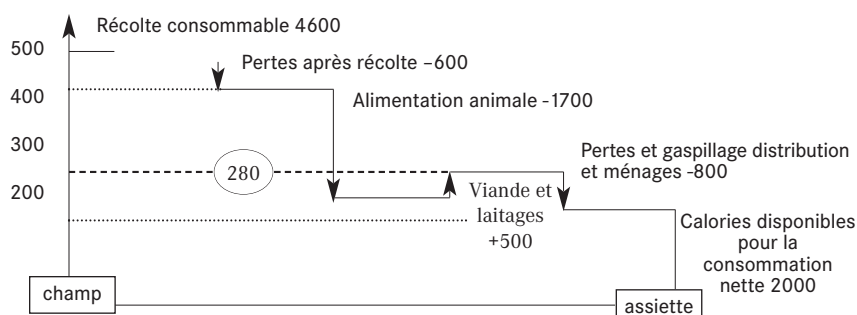 Récolte consommable 4600
500
Pertes après récolte –600
400
Alimentation animale -1700
300
Pertes et gaspillage distribution
et ménages -800
280
200
Viande et
laitages
+500
Calories disponibles
pour la
consommation
nette 2000
champ
assiette